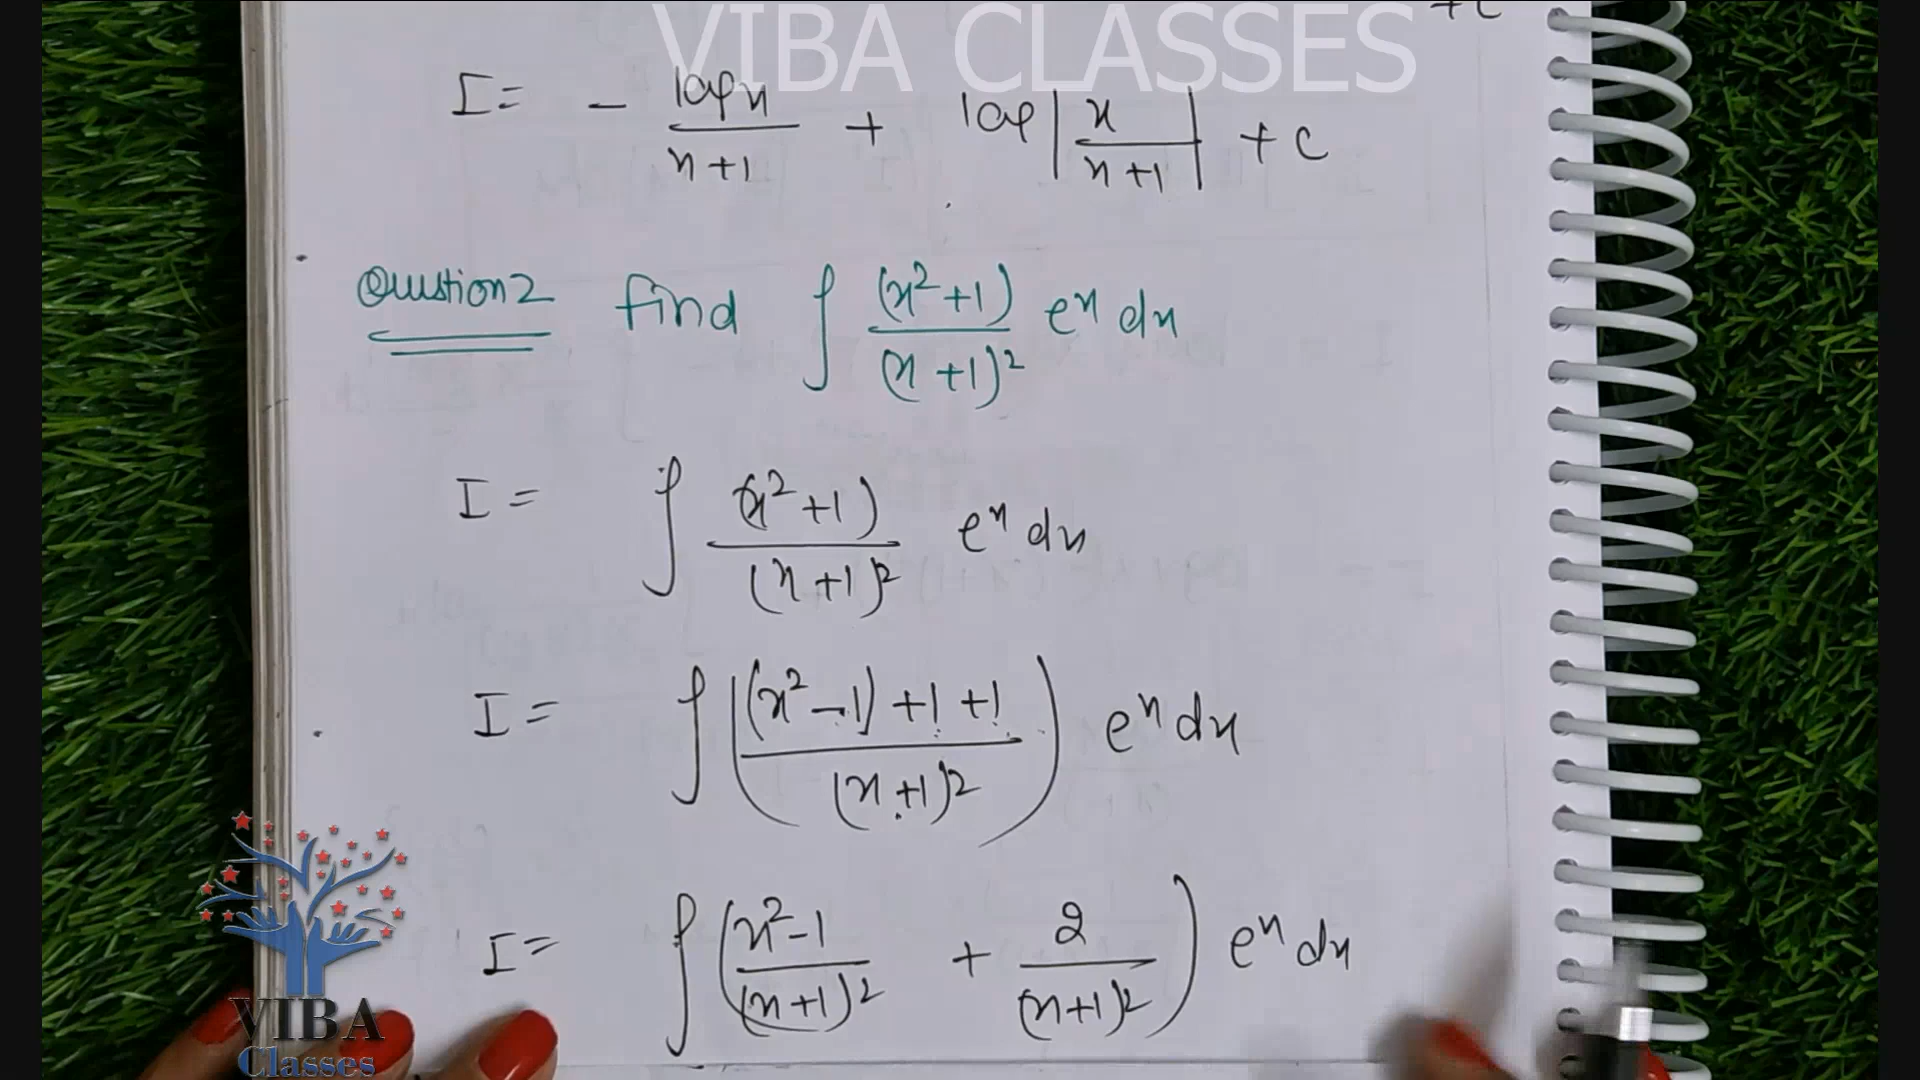 VIBA CLASSES
+C
I = - log x / x+1 + log | x / x+1 | + C
Question 2 find ∫ (x²+1) / (x+1)² eˣ dx
I = ∫ (x²+1) / (x+1)² eˣ dx
I = ∫ ( (x²-1) +1 +1 / (x+1)² ) eˣ dx
I = ∫ ( x²-1 / (x+1)² + 2 / (x+1)² ) eˣ dx
VIBA
Classes